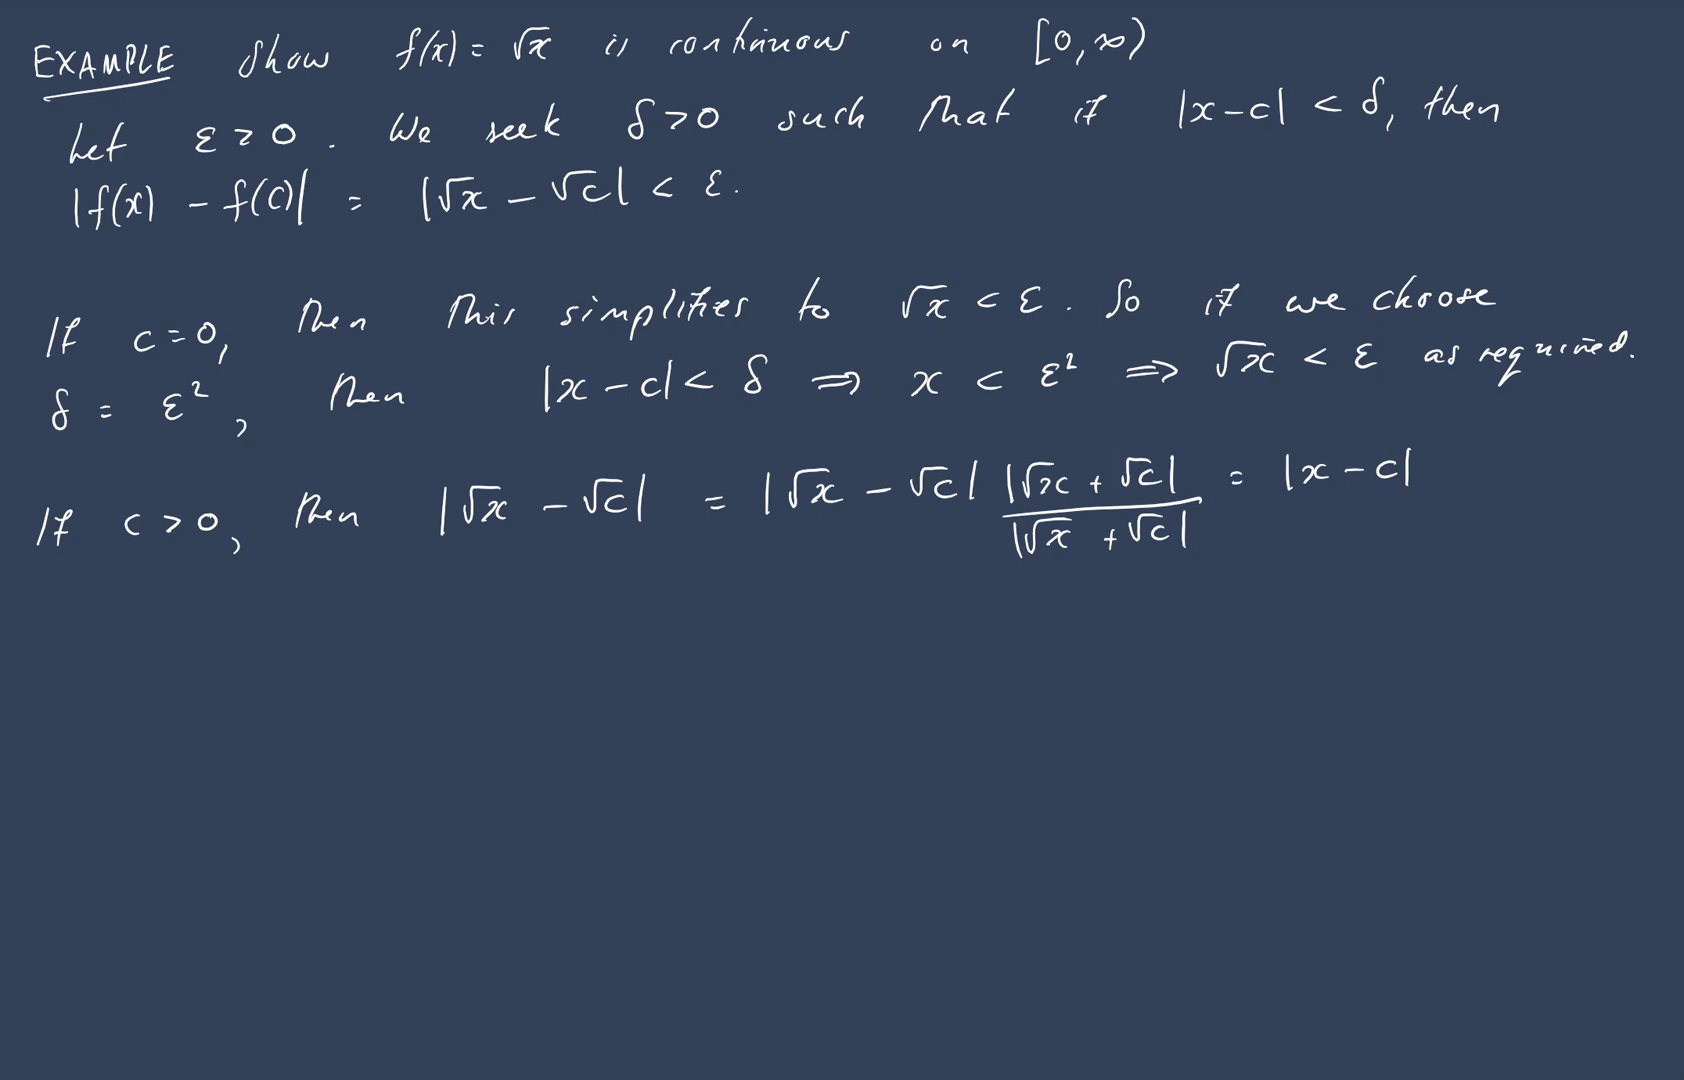 EXAMPLE Show f(x) = √x is continuous on [0,∞)
Let ε > 0. We seek δ > 0 such that if |x-c| < δ, then
|f(x) - f(c)| = |√x - √c| < ε.
If c = 0, then this simplifies to √x < ε. So if we choose
δ = ε², then |x - c| < δ ⇒ x < ε² ⇒ √x < ε as required.
If c > 0, then |√x - √c| = |√x - √c| |√x + √c| / |√x + √c| = |x - c|